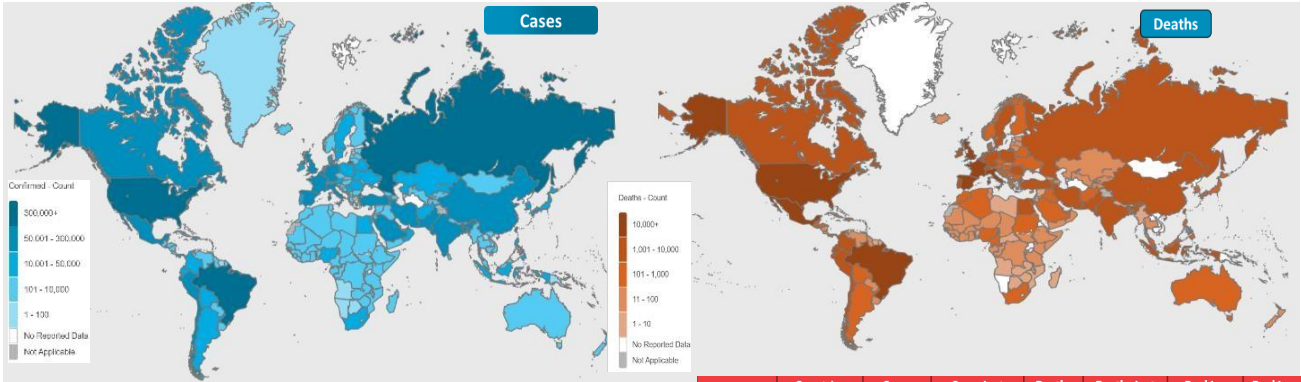 Cases
Confirmed - Count
300,000+
50,001 - 300,000
10,001 - 50,000
101 - 10,000
1 - 100
No Reported Data
Not Applicable
Deaths
Deaths - Count
10,000+
1,001 - 10,000
101 - 1,000
11 - 100
1 - 10
No Reported Data
Not Applicable